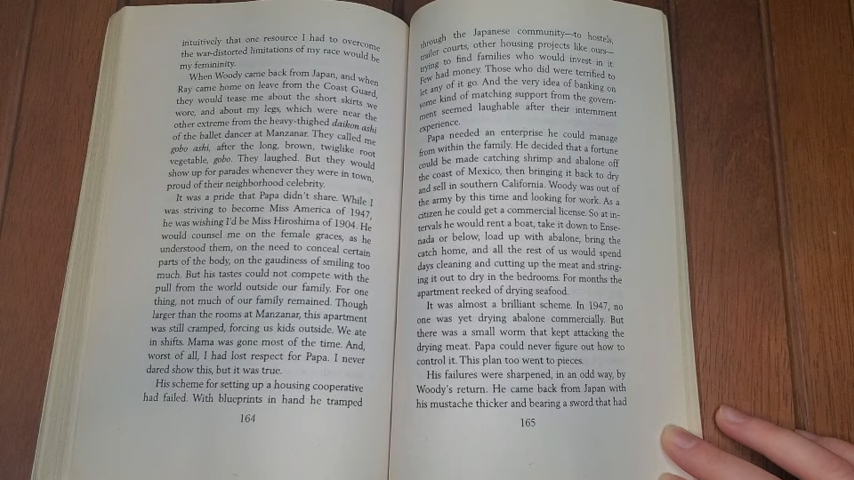 intuitively that one resource I had to overcome
the war-distorted limitations of my race would be
my femininity.
When Woody came back from Japan, and when
Ray came home on leave from the Coast Guard,
they would tease me about the short skirts we
wore, and about my legs, which were near the
other extreme from the heavy-thighed daikon ashi
of the ballet dancer at Manzanar. They called me
gobo ashi, after the long, brown, twiglike root
vegetable, gobo. They laughed. But they would
show up for parades whenever they were in town,
proud of their neighborhood celebrity.
It was a pride that Papa didn't share. While I
was striving to become Miss America of 1947,
he was wishing I'd be Miss Hiroshima of 1904. He
would counsel me on the female graces, as he
understood them, on the need to conceal certain
parts of the body, on the gaudiness of smiling too
much. But his tastes could not compete with the
pull from the world outside our family. For one
thing, not much of our family remained. Though
larger than the rooms at Manzanar, this apartment
was still cramped, forcing us kids outside. We ate
in shifts. Mama was gone most of the time. And,
worst of all, I had lost respect for Papa. I never
dared show this, but it was true.
His scheme for setting up a housing cooperative
had failed. With blueprints in hand he tramped
164
through the Japanese community—to hostels,
trailer courts, other housing projects like ours—
trying to find families who would invest in it.
Few had money. Those who did were terrified to
let any of it go. And the very idea of banking on
some kind of matching support from the govern-
ment seemed laughable after their internment
experience.
Papa needed an enterprise he could manage
from within the family. He decided that a fortune
could be made catching shrimp and abalone off
the coast of Mexico, then bringing it back to dry
and sell in southern California. Woody was out of
the army by this time and looking for work. As a
citizen he could get a commercial license. So at in-
tervals he would rent a boat, take it down to Ense-
nada or below, load up with abalone, bring the
catch home, and all the rest of us would spend
days cleaning and cutting up the meat and string-
ing it out to dry in the bedrooms. For months the
apartment reeked of drying seafood.
It was almost a brilliant scheme. In 1947, no
one was yet drying abalone commercially. But
there was a small worm that kept attacking the
drying meat. Papa could never figure out how to
control it. This plan too went to pieces.
His failures were sharpened, in an odd way, by
Woody's return. He came back from Japan with
his mustache thicker and bearing a sword that had
165